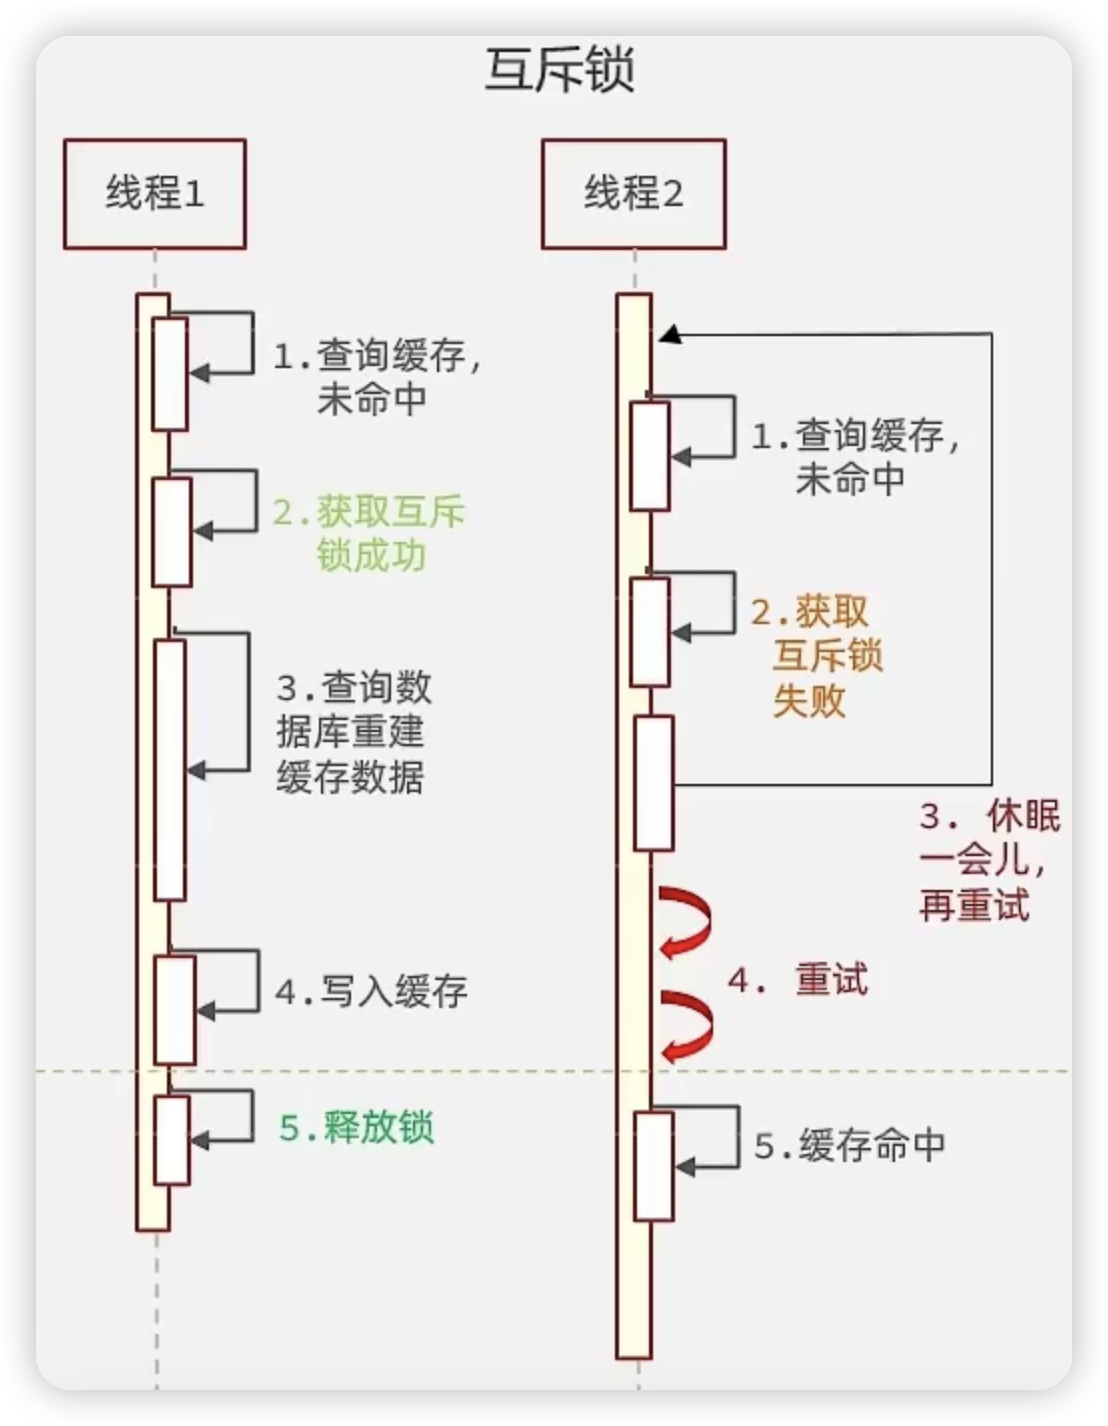 互斥锁
线程1
线程2
1.查询缓存,
未命中
2.获取互斥
锁成功
3.查询数
据库重建
缓存数据
4.写入缓存
5.释放锁
1.查询缓存,
未命中
2.获取
互斥锁
失败
3. 休眠
一会儿,
再重试
4. 重试
5.缓存命中